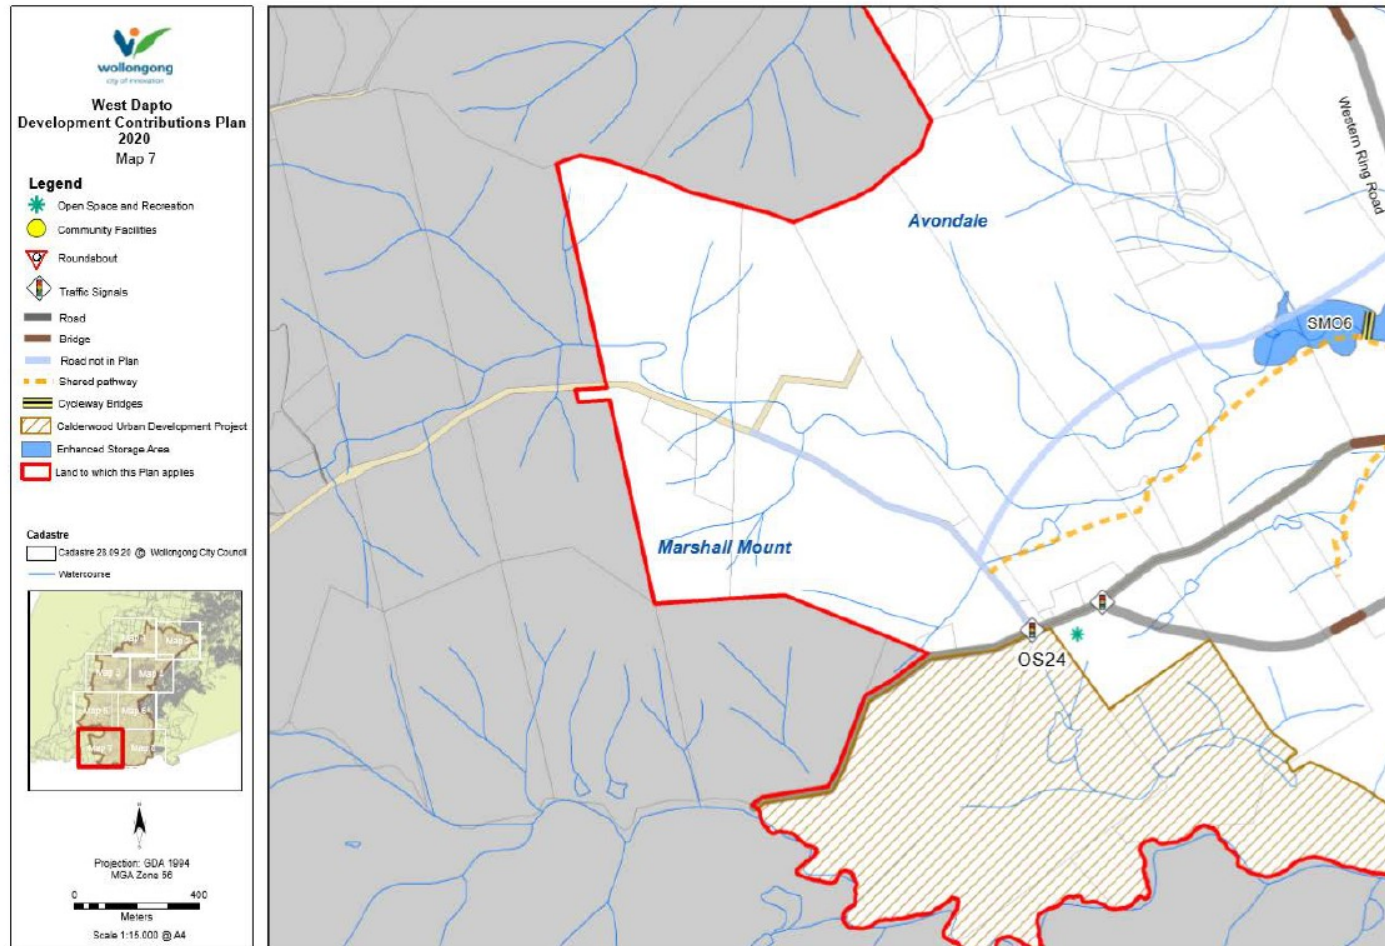 wollongong
city of innovation
West Dapto
Development Contributions Plan
2020
Map 7
Legend
Open Space and Recreation
Community Facilities
Roundabout
Traffic Signals
Road
Bridge
Road not in Plan
Shared pathway
Cycleway Bridges
Calderwood Urban Development Project
Enhanced Storage Area
Land to which this Plan applies
Cadastre
Cadastre 28.09.20 © Wollongong City Council
Watercourse
Map 7
N
Projection: GDA 1994
MGA Zone 56
0 400
Meters
Scale 1:15,000 @ A4
Avondale
Western Ring Road
SM06
Marshall Mount
OS24